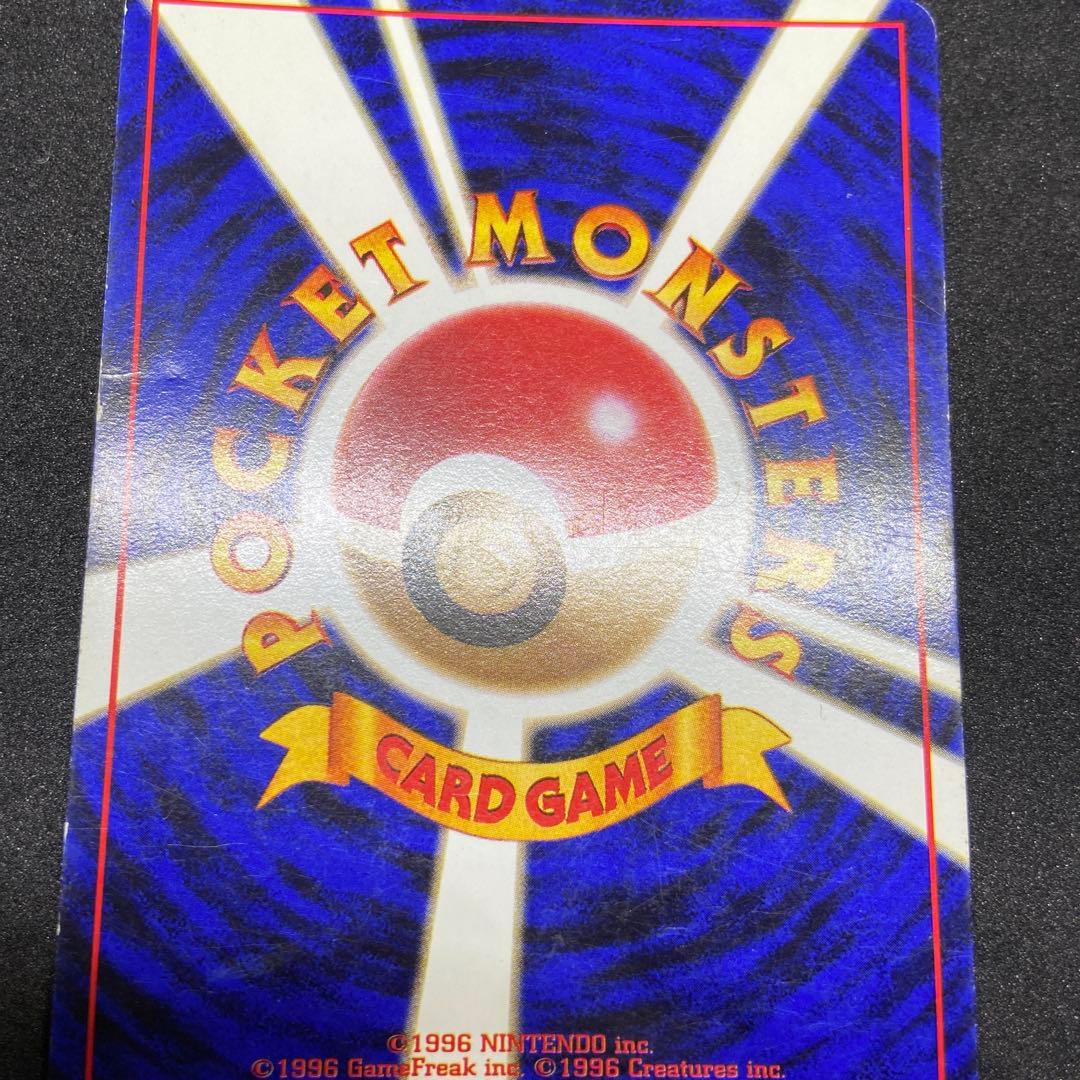 POCKET MONSTERS
CARD GAME
©1996 NINTENDO inc.
©1996 GameFreak inc. ©1996 Creatures inc.